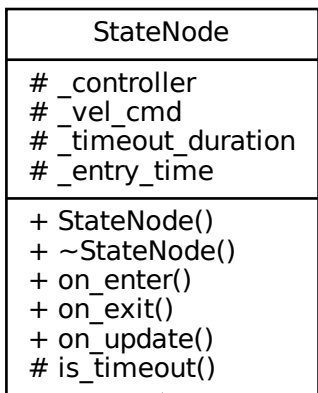 StateNode
# _controller
# _vel_cmd
# _timeout_duration
# _entry_time
+ StateNode()
+ ~StateNode()
+ on_enter()
+ on_exit()
+ on_update()
# is_timeout()